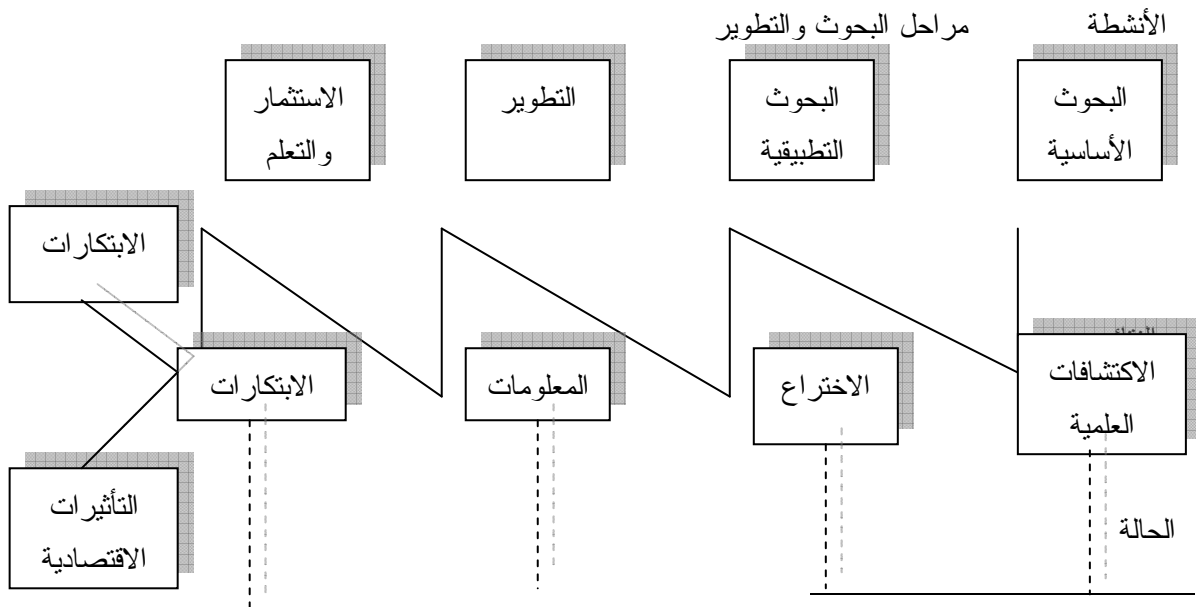 الأنشطة
مراحل البحوث والتطوير
البحوث
الأساسية
البحوث
التطبيقية
التطوير
الاستثمار
والتعلم
الابتكارات
الاكتشافات
العلمية
الاختراع
المعلومات
الابتكارات
التأثيرات
الاقتصادية
الحالة